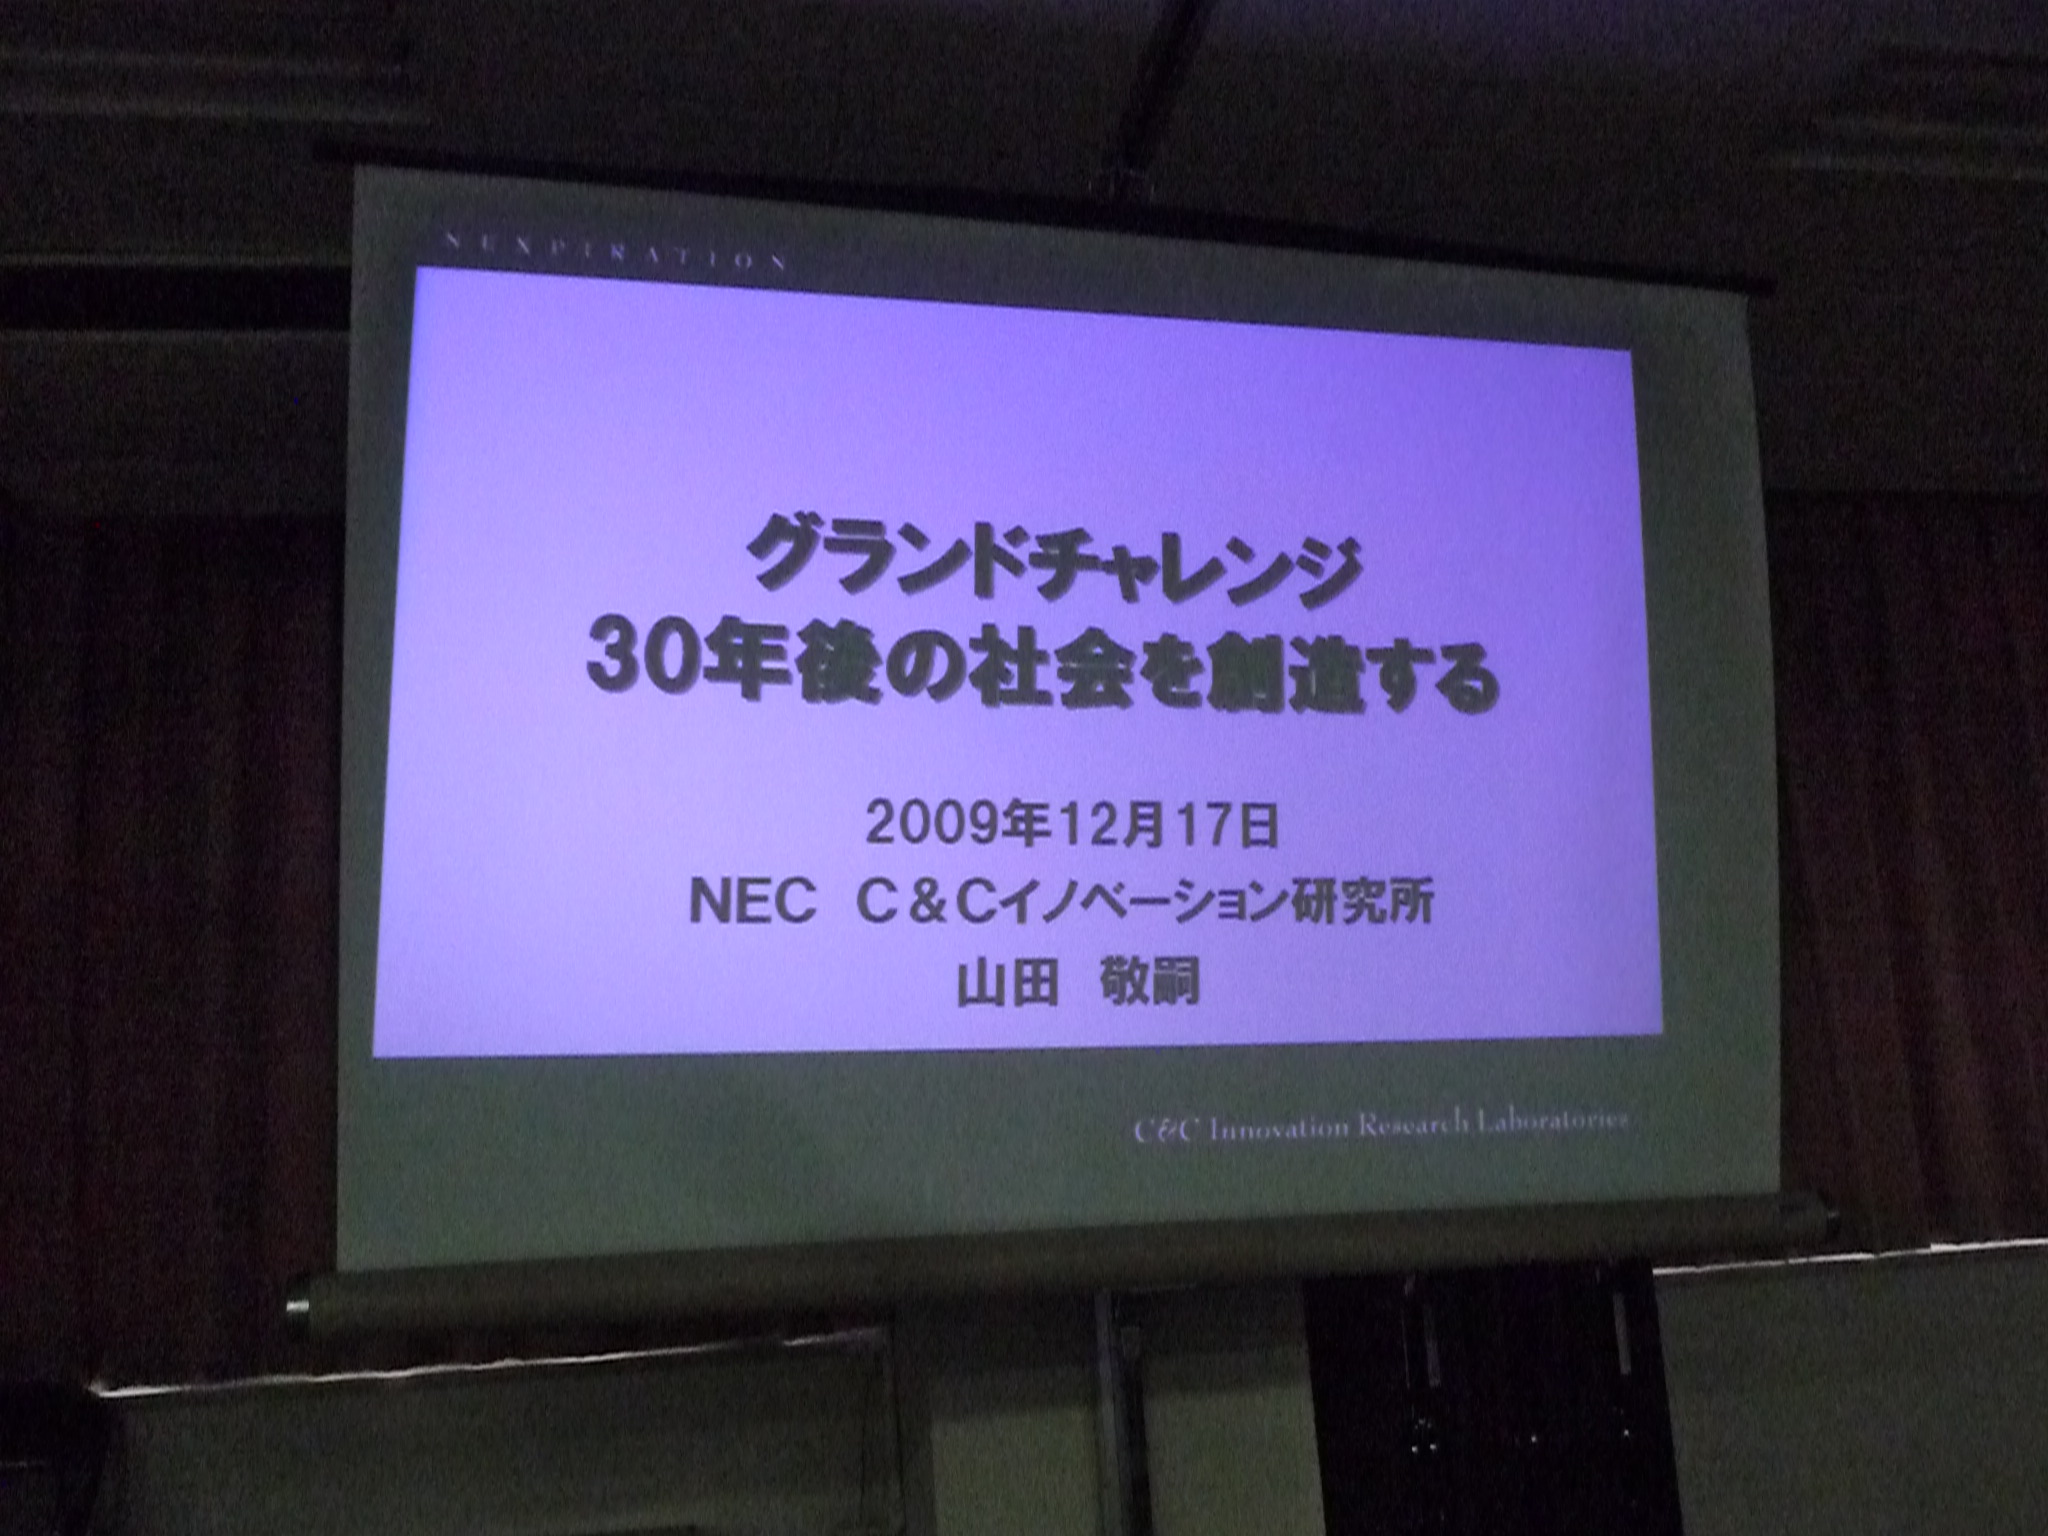 NEXPIRATION
グランドチャレンジ
30年後の社会を創造する
2009年12月17日
NEC C&Cイノベーション研究所
山田 敬嗣
C&C Innovation Research Laboratories